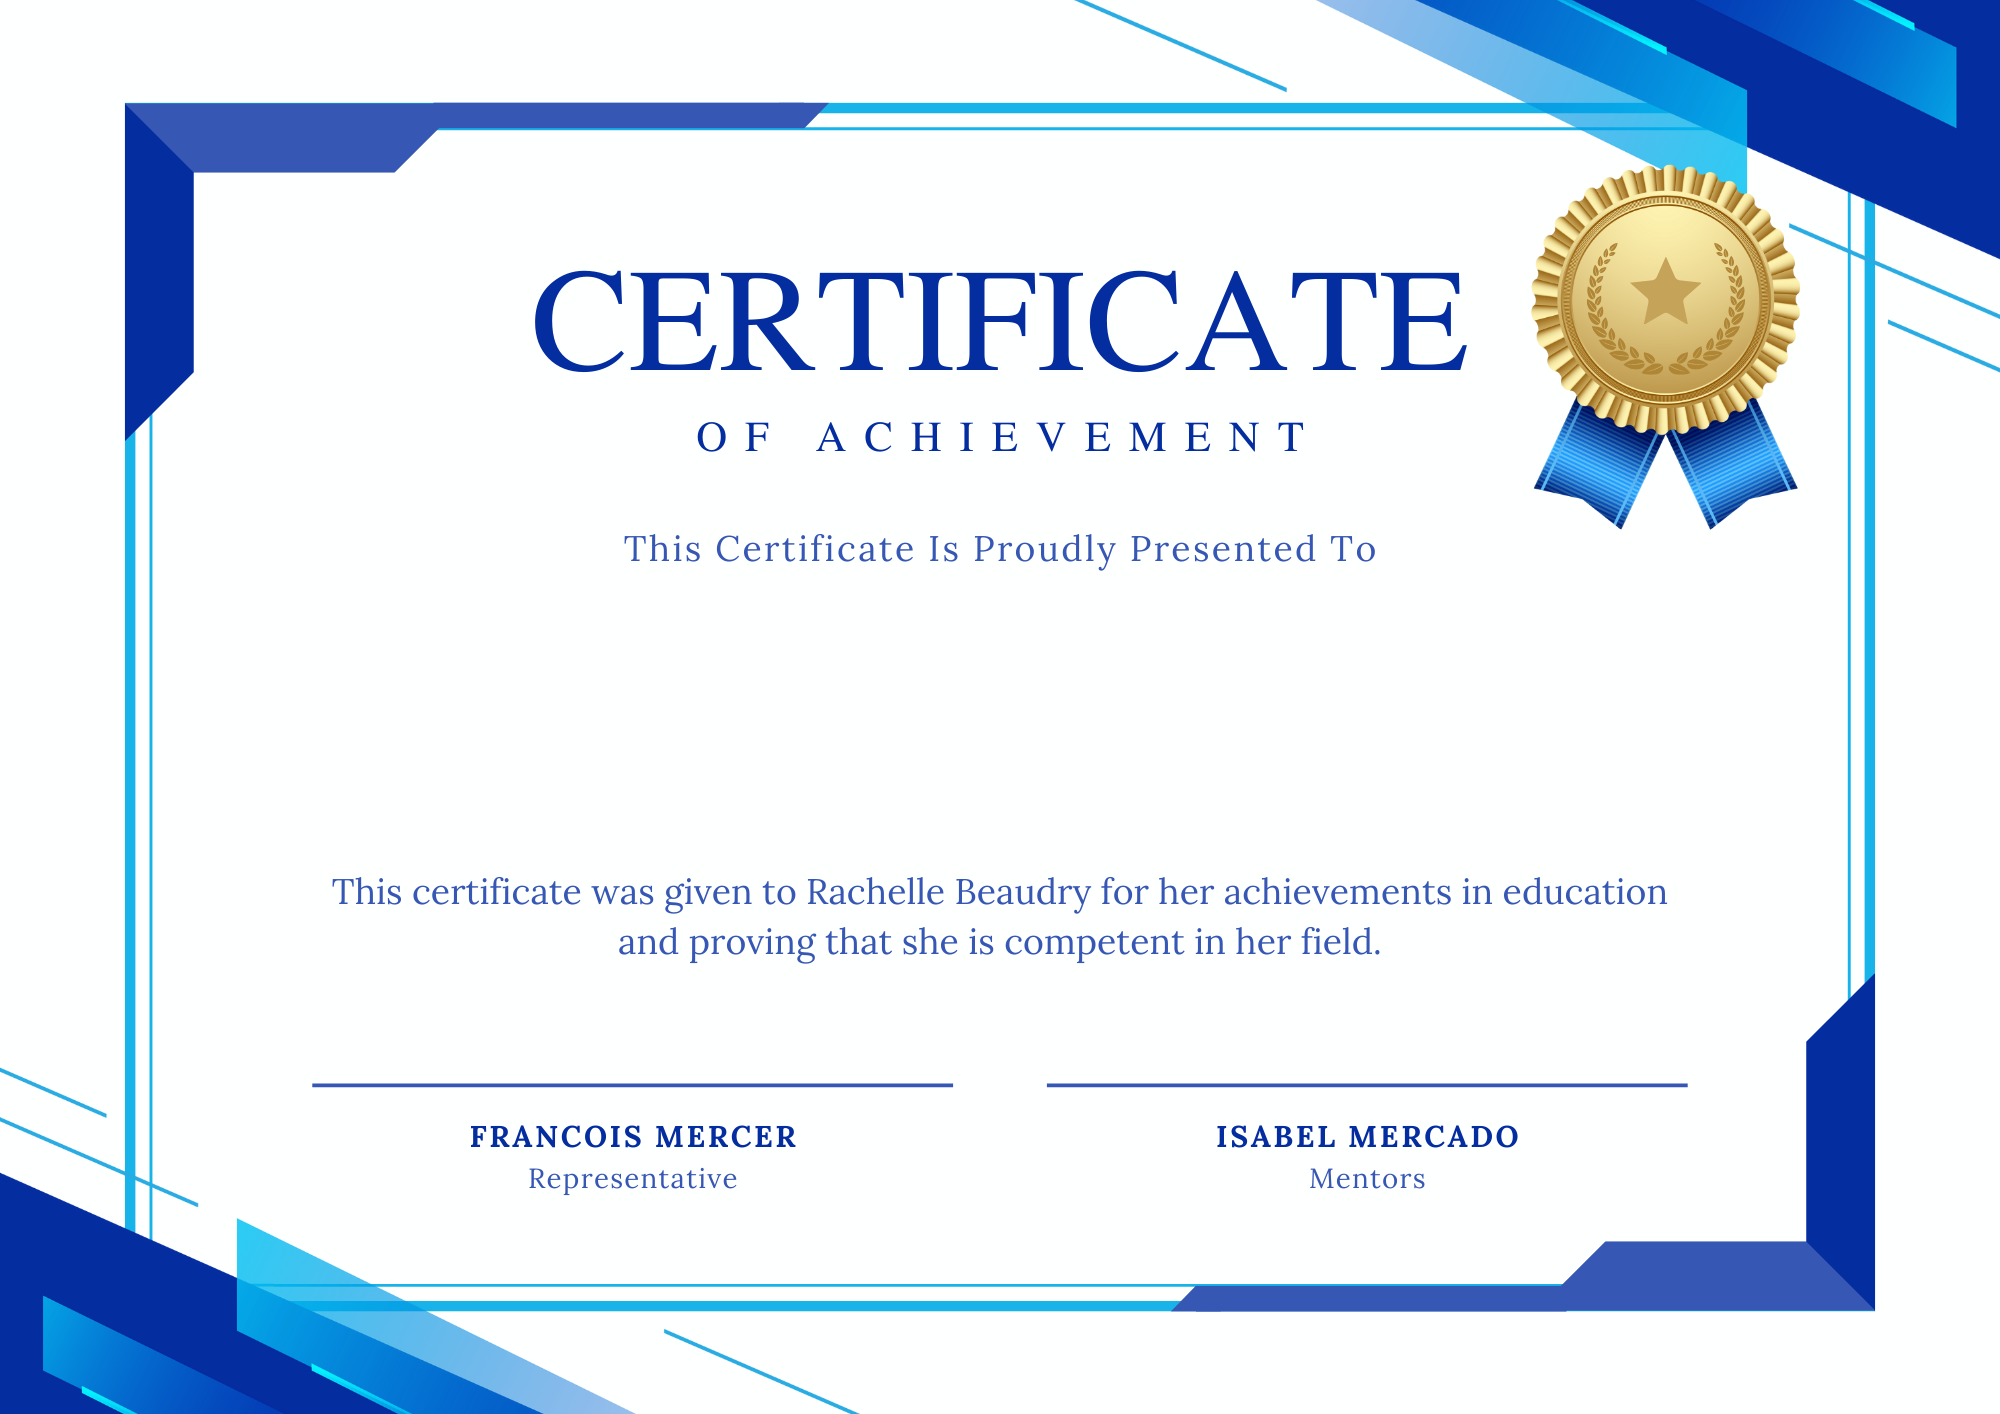 CERTIFICATE
OF ACHIEVEMENT
This Certificate Is Proudly Presented To
This certificate was given to Rachelle Beaudry for her achievements in education
and proving that she is competent in her field.
FRANCOIS MERCER
Representative
ISABEL MERCADO
Mentors